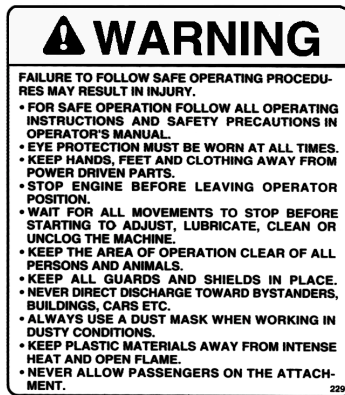 WARNING
FAILURE TO FOLLOW SAFE OPERATING PROCEDU-
RES MAY RESULT IN INJURY.
• FOR SAFE OPERATION FOLLOW ALL OPERATING
INSTRUCTIONS AND SAFETY PRECAUTIONS IN
OPERATOR'S MANUAL.
• EYE PROTECTION MUST BE WORN AT ALL TIMES.
• KEEP HANDS, FEET AND CLOTHING AWAY FROM
POWER DRIVEN PARTS.
• STOP ENGINE BEFORE LEAVING OPERATOR
POSITION.
• WAIT FOR ALL MOVEMENTS TO STOP BEFORE
STARTING TO ADJUST, LUBRICATE, CLEAN OR
UNCLOG THE MACHINE.
• KEEP THE AREA OF OPERATION CLEAR OF ALL
PERSONS AND ANIMALS.
• KEEP ALL GUARDS AND SHIELDS IN PLACE.
• NEVER DIRECT DISCHARGE TOWARD BYSTANDERS,
BUILDINGS, CARS ETC.
• ALWAYS USE A DUST MASK WHEN WORKING IN
DUSTY CONDITIONS.
• KEEP PLASTIC MATERIALS AWAY FROM INTENSE
HEAT AND OPEN FLAME.
• NEVER ALLOW PASSENGERS ON THE ATTACH-
MENT.
229